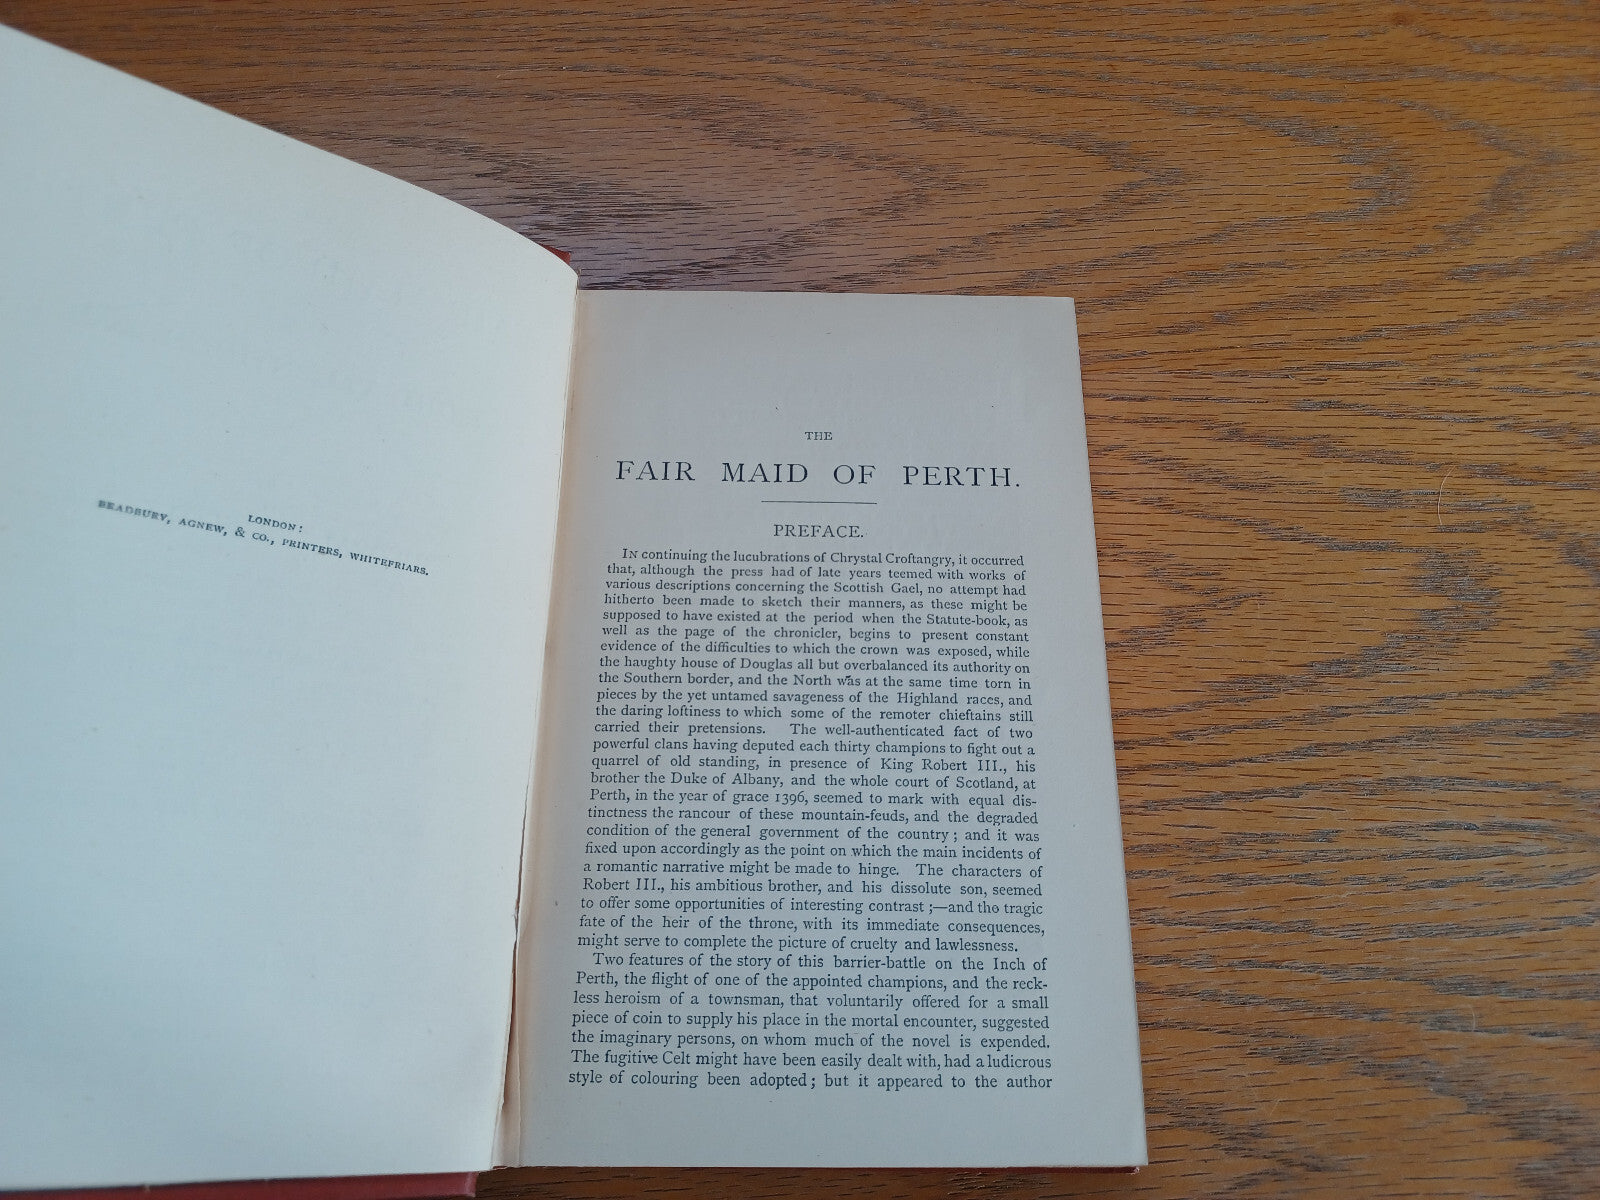 LONDON:
BRADBURY, AGNEW, & CO., PRINTERS, WHITEFRIARS.
THE
FAIR MAID OF PERTH.
PREFACE.
IN continuing the lucubrations of Chrystal Croftangry, it occurred
that, although the press had of late years teemed with works of
various descriptions concerning the Scottish Gael, no attempt had
hitherto been made to sketch their manners, as these might be
supposed to have existed at the period when the Statute-book, as
well as the page of the chronicler, begins to present constant
evidence of the difficulties to which the crown was exposed, while
the haughty house of Douglas all but overbalanced its authority on
the Southern border, and the North was at the same time torn in
pieces by the yet untamed savageness of the Highland races, and
the daring loftiness to which some of the remoter chieftains still
carried their pretensions. The well-authenticated fact of two
powerful clans having deputed each thirty champions to fight out a
quarrel of old standing, in presence of King Robert III., his
brother the Duke of Albany, and the whole court of Scotland, at
Perth, in the year of grace 1396, seemed to mark with equal dis-
tinctness the rancour of these mountain-feuds, and the degraded
condition of the general government of the country; and it was
fixed upon accordingly as the point on which the main incidents of
a romantic narrative might be made to hinge. The characters of
Robert III., his ambitious brother, and his dissolute son, seemed
to offer some opportunities of interesting contrast;—and the tragic
fate of the heir of the throne, with its immediate consequences,
might serve to complete the picture of cruelty and lawlessness.
Two features of the story of this barrier-battle on the Inch of
Perth, the flight of one of the appointed champions, and the reck-
less heroism of a townsman, that voluntarily offered for a small
piece of coin to supply his place in the mortal encounter, suggested
the imaginary persons, on whom much of the novel is expended.
The fugitive Celt might have been easily dealt with, had a ludicrous
style of colouring been adopted; but it appeared to the author